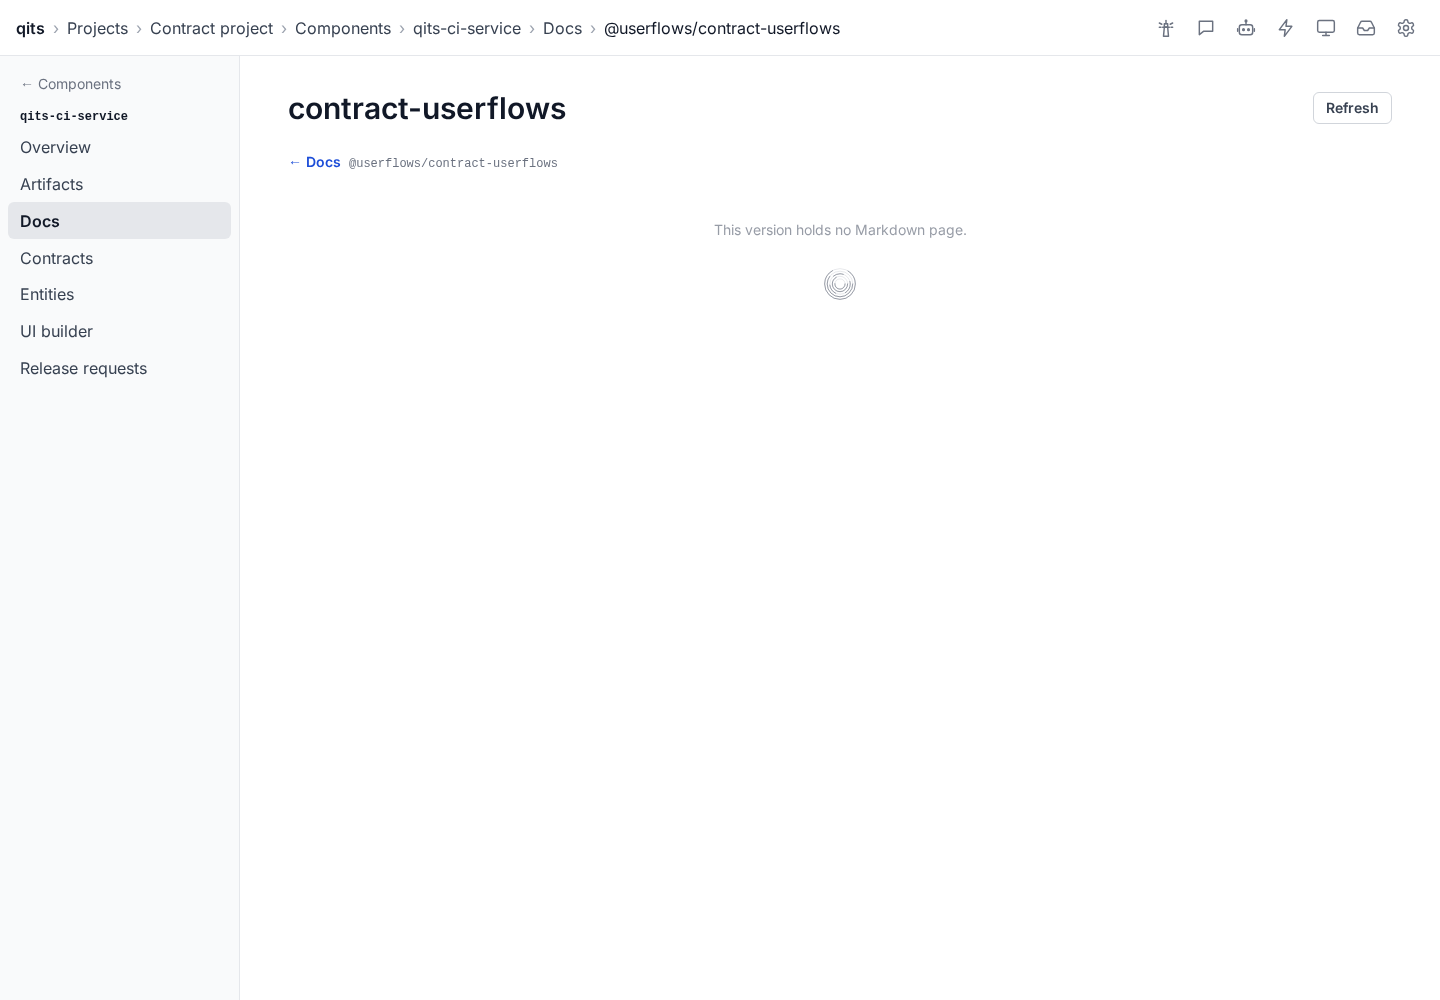 qits › Projects › Contract project › Components › qits-ci-service › Docs › @userflows/contract-userflows
← Components
qits-ci-service
Overview
Artifacts
Docs
Contracts
Entities
UI builder
Release requests
contract-userflows
Refresh
← Docs @userflows/contract-userflows
This version holds no Markdown page.